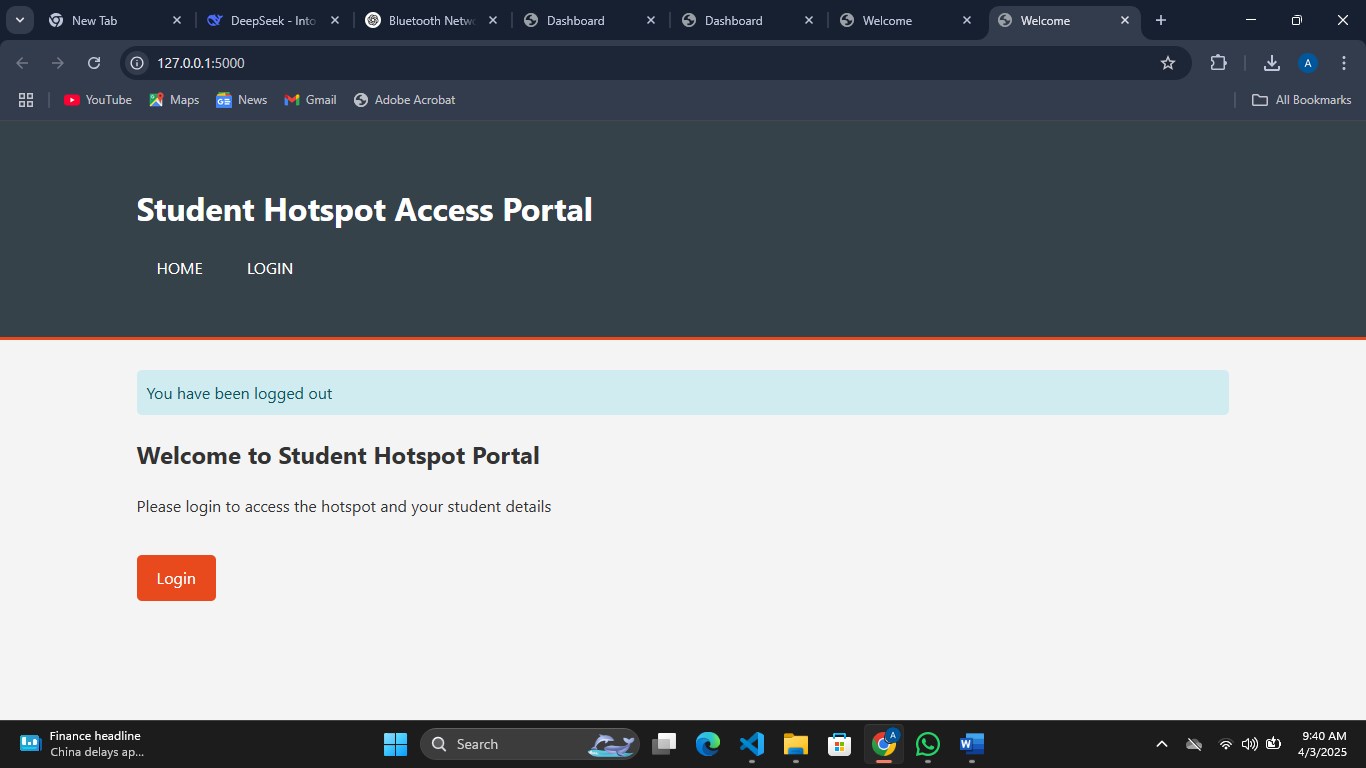 New Tab
DeepSeek - Into
Bluetooth Netwo
Dashboard
Dashboard
Welcome
Welcome
127.0.0.1:5000
A
YouTube
Maps
News
Gmail
Adobe Acrobat
All Bookmarks
Student Hotspot Access Portal
HOME LOGIN
You have been logged out
Welcome to Student Hotspot Portal
Please login to access the hotspot and your student details
Login
Finance headline
China delays ap...
Search
9:40 AM
4/3/2025